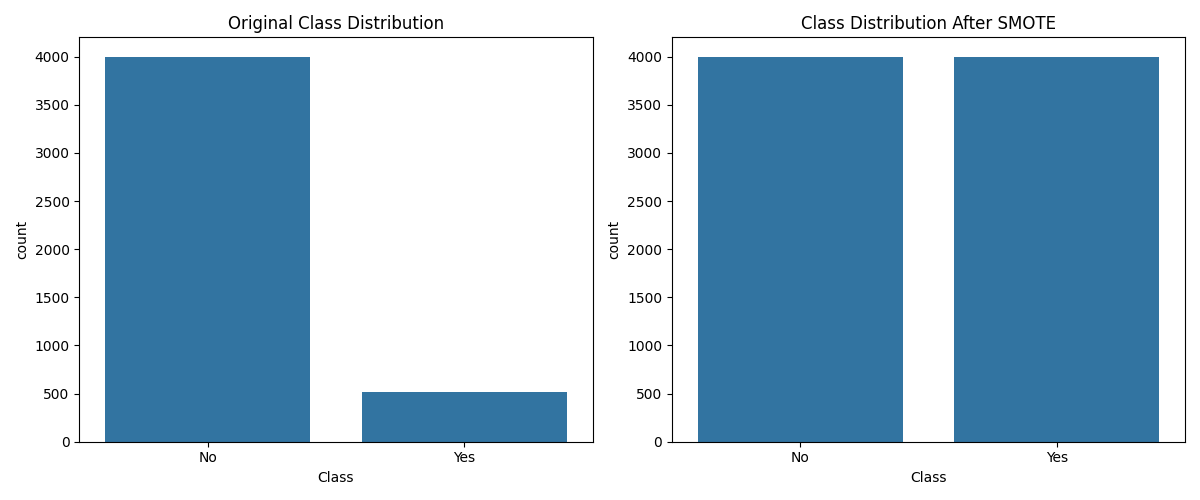 Original Class Distribution
4000
3500
3000
2500
2000
1500
1000
500
0
count
No Yes
Class
Class Distribution After SMOTE
4000
3500
3000
2500
2000
1500
1000
500
0
count
No Yes
Class